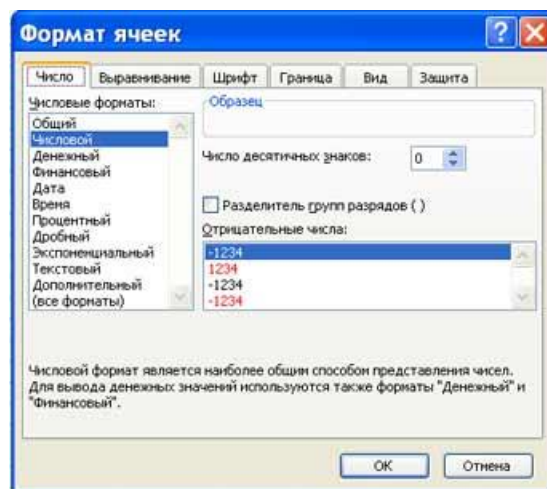 Формат ячеек
Число Выравнивание Шрифт Граница Вид Защита
Числовые форматы:
Общий
Числовой
Денежный
Финансовый
Дата
Время
Процентный
Дробный
Экспоненциальный
Текстовый
Дополнительный
(все форматы)
Образец
Число десятичных знаков: 0
Разделитель групп разрядов ( )
Отрицательные числа:
-1234
1234
-1234
-1234
Числовой формат является наиболее общим способом представления чисел.
Для вывода денежных значений используются также форматы "Денежный" и
"Финансовый".
ОК Отмена